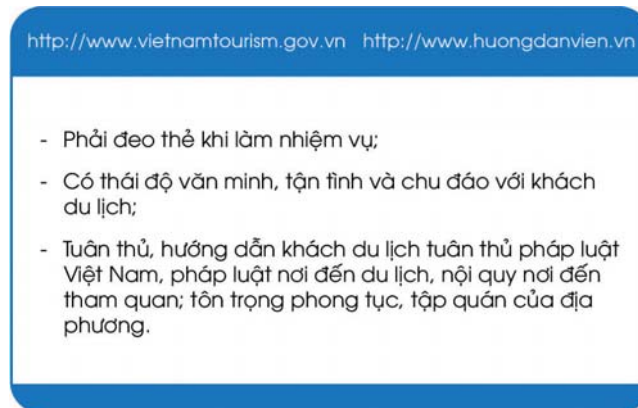 http://www.vietnamtourism.gov.vn http://www.huongdanvien.vn
- Phải đeo thẻ khi làm nhiệm vụ;
- Có thái độ văn minh, tận tình và chu đáo với khách
du lịch;
- Tuân thủ, hướng dẫn khách du lịch tuân thủ pháp luật
Việt Nam, pháp luật nơi đến du lịch, nội quy nơi đến
tham quan; tôn trọng phong tục, tập quán của địa
phương.